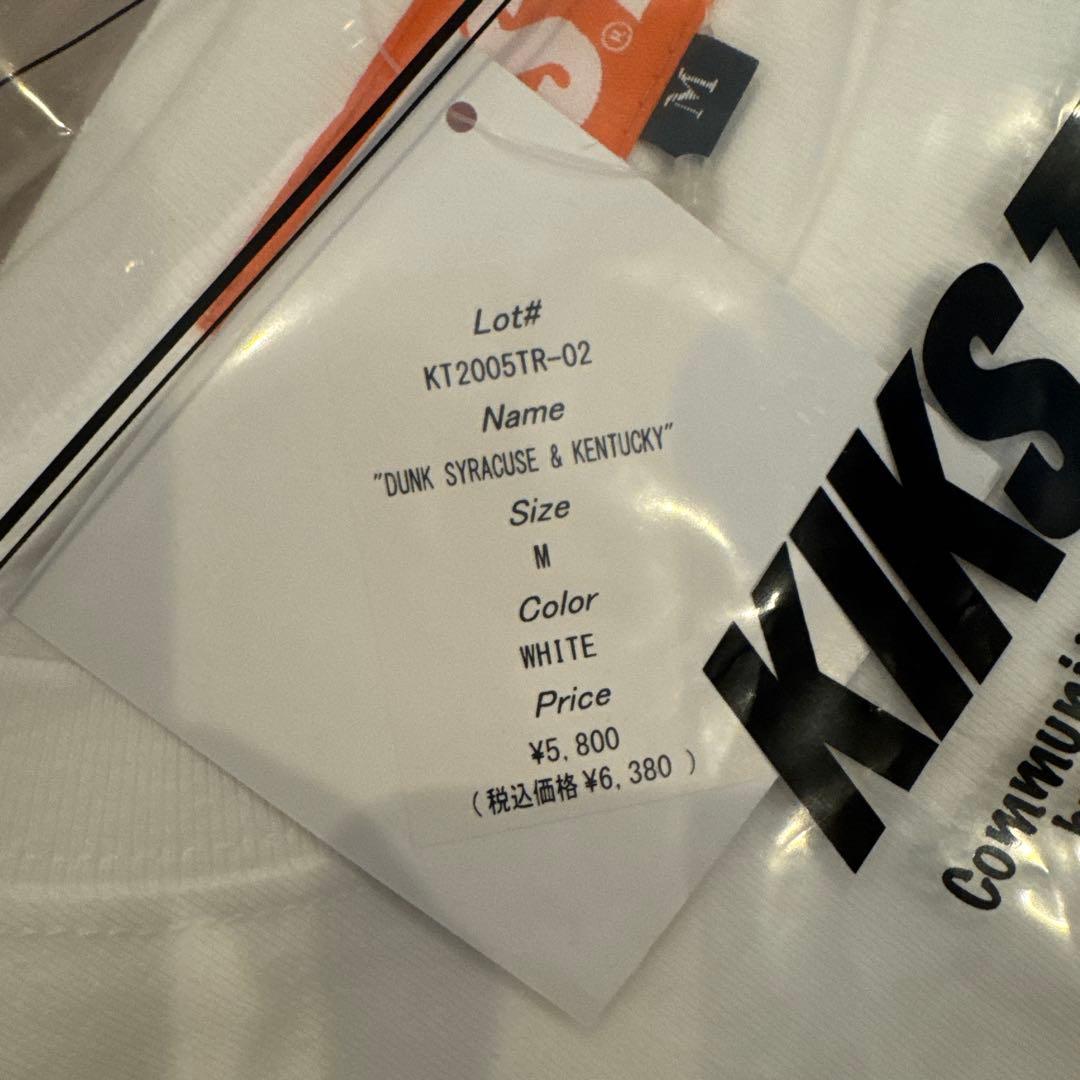 ®
M
Lot#
KT2005TR-02
Name
"DUNK SYRACUSE & KENTUCKY"
Size
M
Color
WHITE
Price
¥5,800
(税込価格¥6,380 )
KIKS